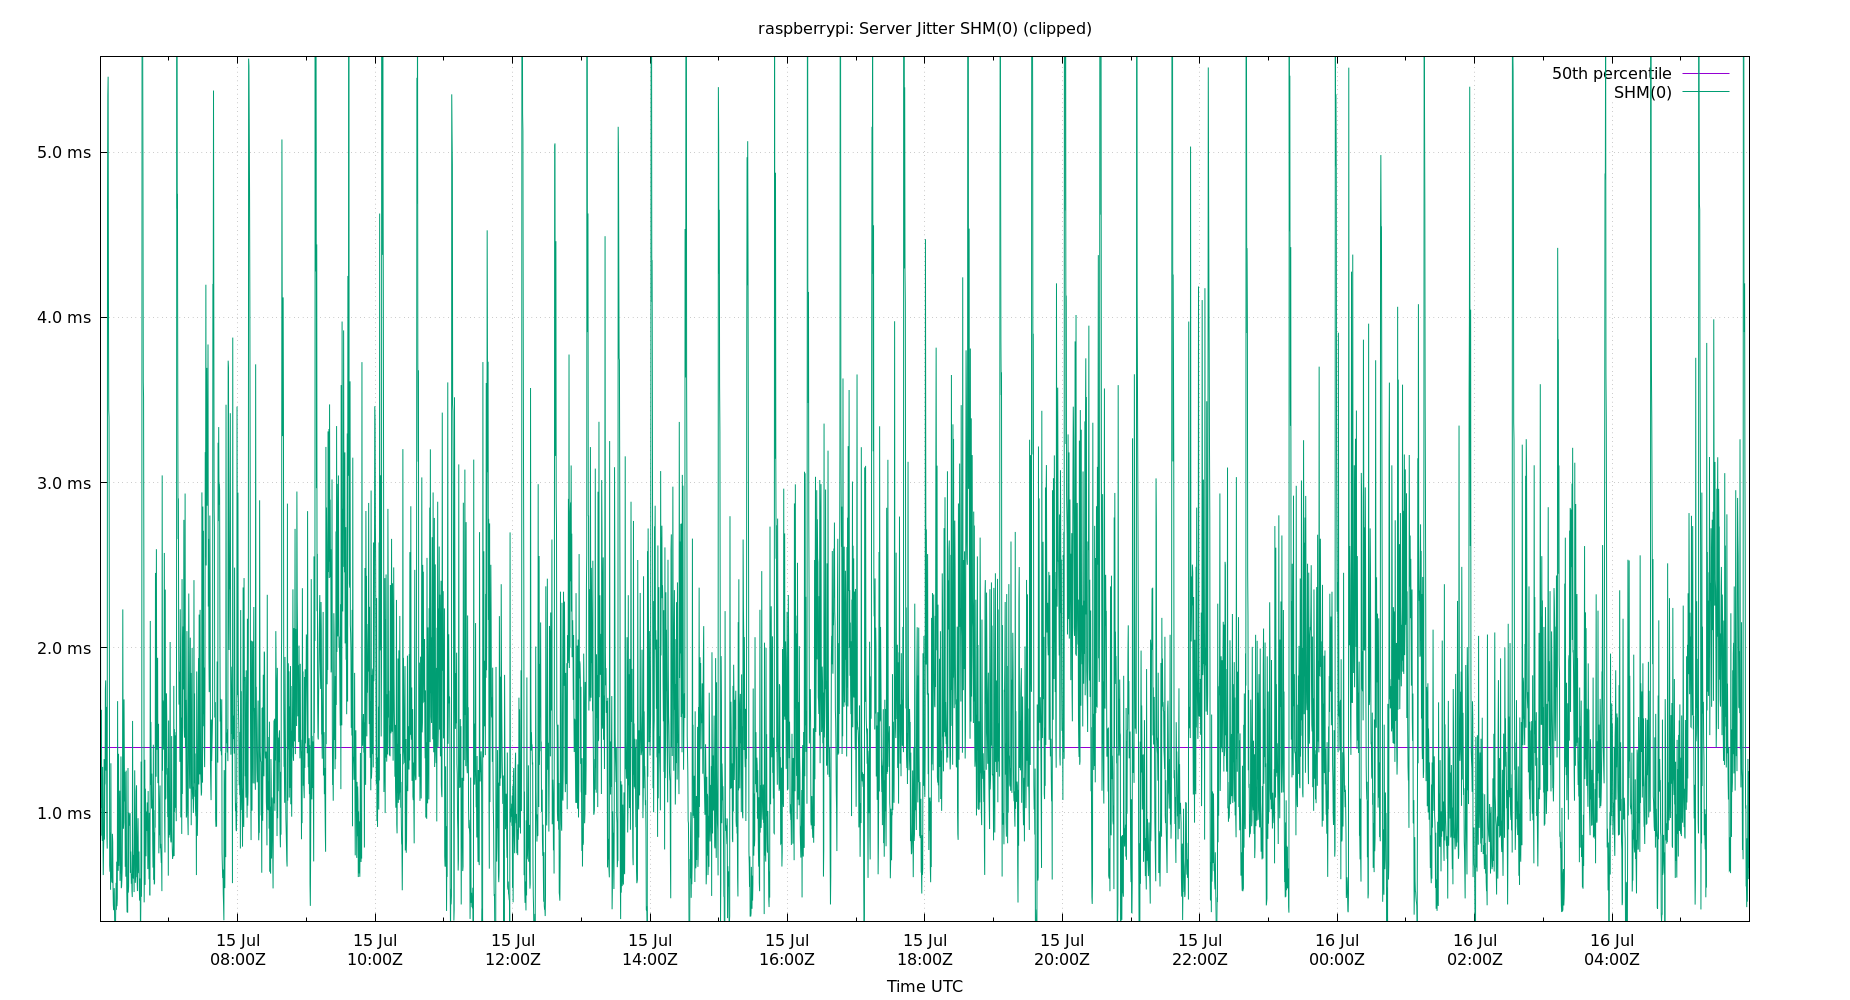 raspberrypi: Server Jitter SHM(0) (clipped)
50th percentile
SHM(0)
5.0 ms
4.0 ms
3.0 ms
2.0 ms
1.0 ms
15 Jul 15 Jul 15 Jul 15 Jul 15 Jul 15 Jul 15 Jul 15 Jul 16 Jul 16 Jul 16 Jul
08:00Z 10:00Z 12:00Z 14:00Z 16:00Z 18:00Z 20:00Z 22:00Z 00:00Z 02:00Z 04:00Z
Time UTC